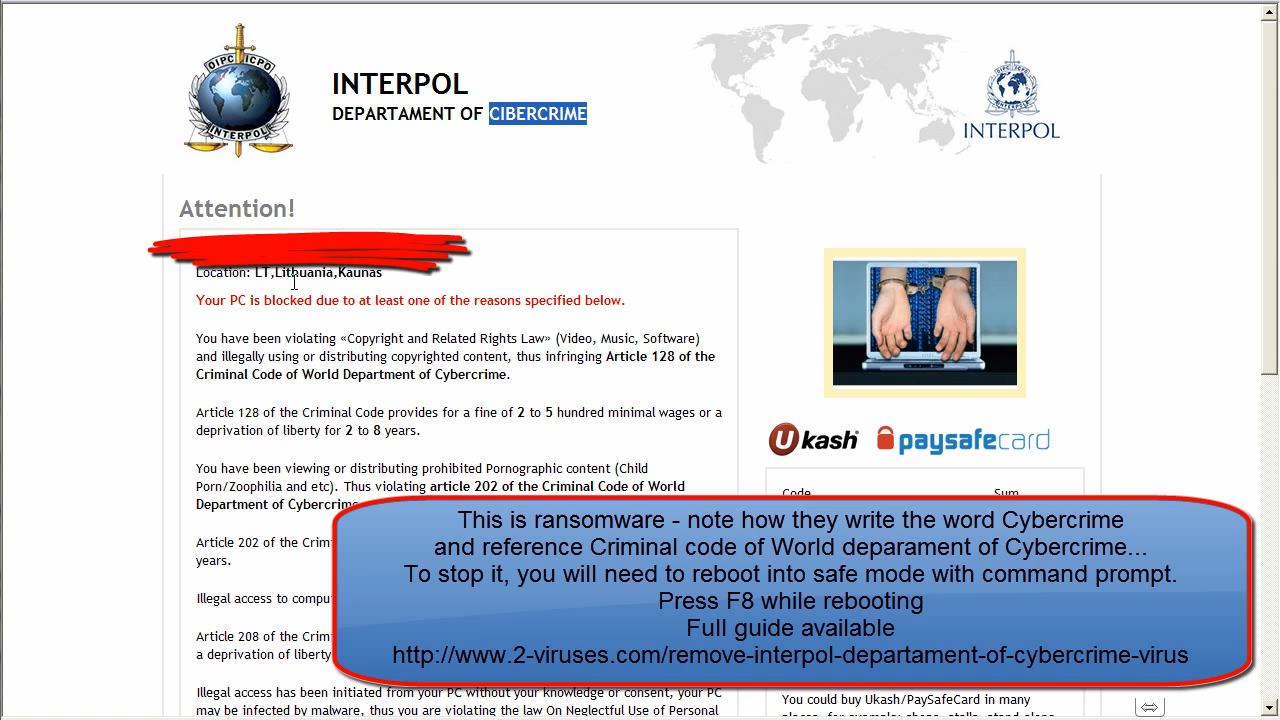 OIPC ICPO
INTERPOL
INTERPOL
DEPARTAMENT OF CIBERCRIME
INTERPOL
Attention!
Location: LT,Lithuania,Kaunas
Your PC is blocked due to at least one of the reasons specified below.
You have been violating «Copyright and Related Rights Law» (Video, Music, Software)
and illegally using or distributing copyrighted content, thus infringing Article 128 of the
Criminal Code of World Department of Cybercrime.
Article 128 of the Criminal Code provides for a fine of 2 to 5 hundred minimal wages or a
deprivation of liberty for 2 to 8 years.
You have been viewing or distributing prohibited Pornographic content (Child
Porn/Zoophilia and etc). Thus violating article 202 of the Criminal Code of World
Department of Cybercrime
Article 202 of the Crim
years.
Illegal access to compu
Article 208 of the Crim
a deprivation of liberty
Illegal access has been initiated from your PC without your knowledge or consent, your PC
may be infected by malware, thus you are violating the law On Neglectful Use of Personal
Ukash paysafecard
Code Sum
This is ransomware - note how they write the word Cybercrime
and reference Criminal code of World deparament of Cybercrime...
To stop it, you will need to reboot into safe mode with command prompt.
Press F8 while rebooting
Full guide available
http://www.2-viruses.com/remove-interpol-departament-of-cybercrime-virus
You could buy Ukash/PaySafeCard in many